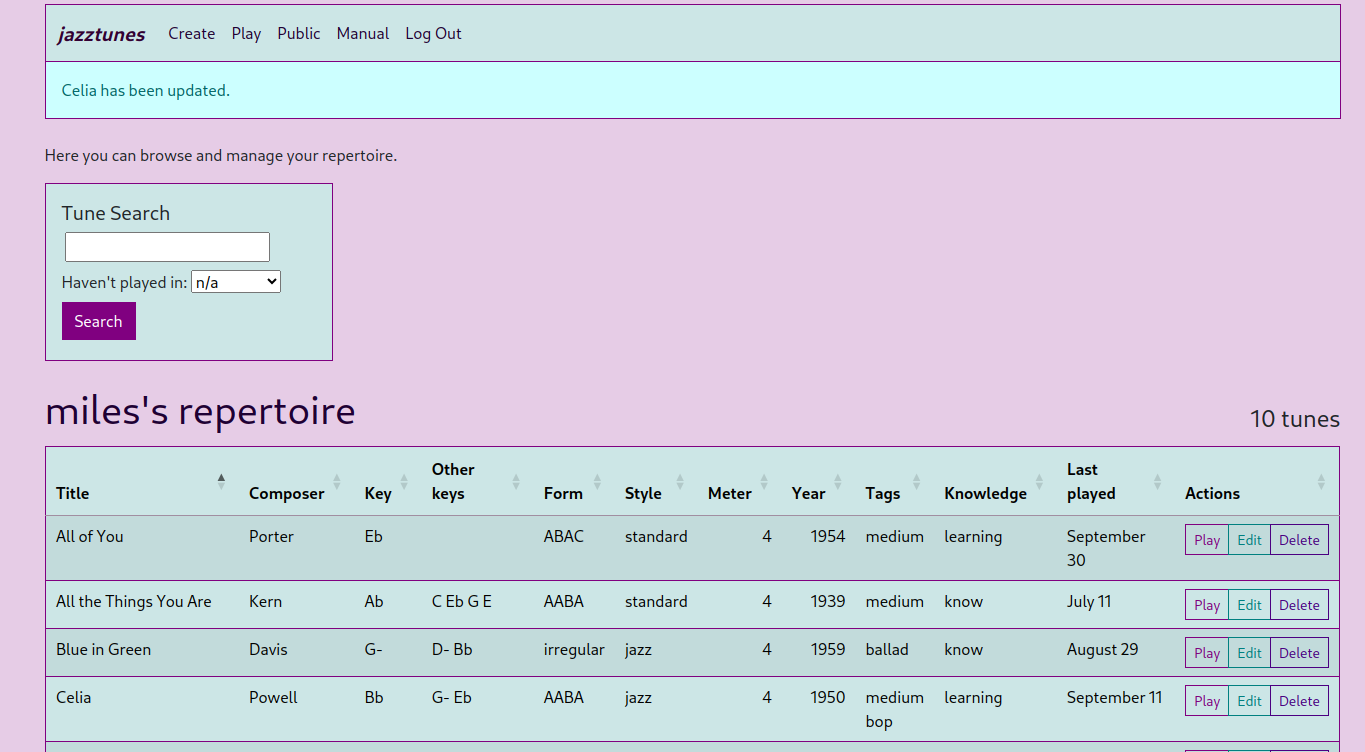 jazztunes Create Play Public Manual Log Out
Celia has been updated.
Here you can browse and manage your repertoire.
Tune Search
Haven't played in: n/a
Search
miles's repertoire 10 tunes
Title Composer Key Other keys Form Style Meter Year Tags Knowledge Last played Actions
All of You Porter Eb ABAC standard 4 1954 medium learning September 30 Play Edit Delete
All the Things You Are Kern Ab C Eb G E AABA standard 4 1939 medium know July 11 Play Edit Delete
Blue in Green Davis G- D- Bb irregular jazz 4 1959 ballad know August 29 Play Edit Delete
Celia Powell Bb G- Eb AABA jazz 4 1950 medium bop learning September 11 Play Edit Delete